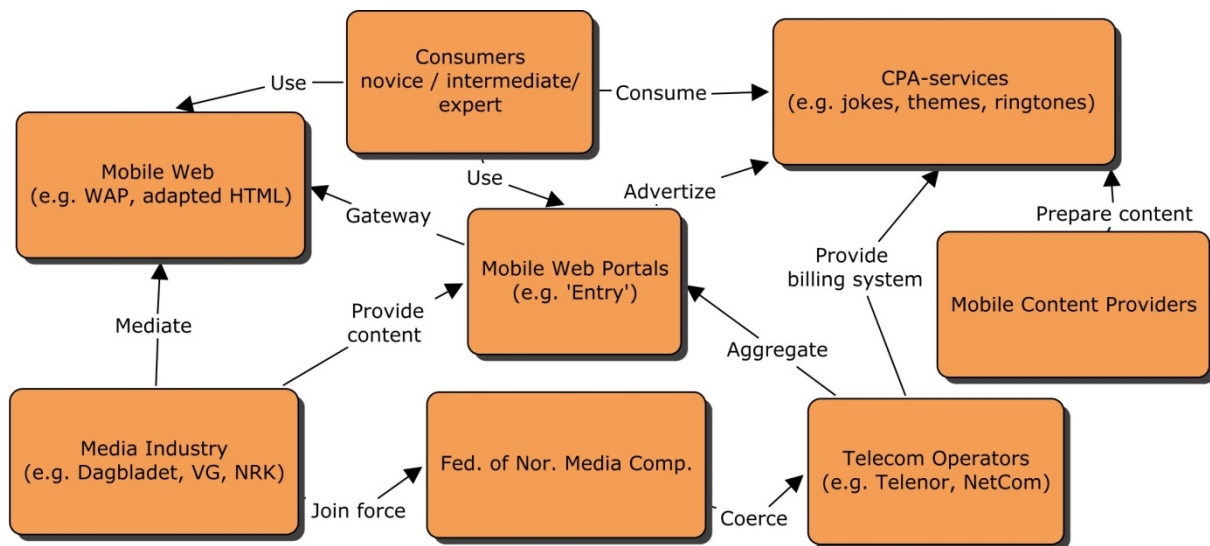 Consumers
novice / intermediate/
expert
Use
Consume
CPA-services
(e.g. jokes, themes, ringtones)
Mobile Web
(e.g. WAP, adapted HTML)
Use
Advertize
Gateway
Prepare content
Mobile Web Portals
(e.g. 'Entry')
Provide
billing system
Mobile Content Providers
Mediate
Provide
content
Aggregate
Media Industry
(e.g. Dagbladet, VG, NRK)
Fed. of Nor. Media Comp.
Telecom Operators
(e.g. Telenor, NetCom)
Join force
Coerce